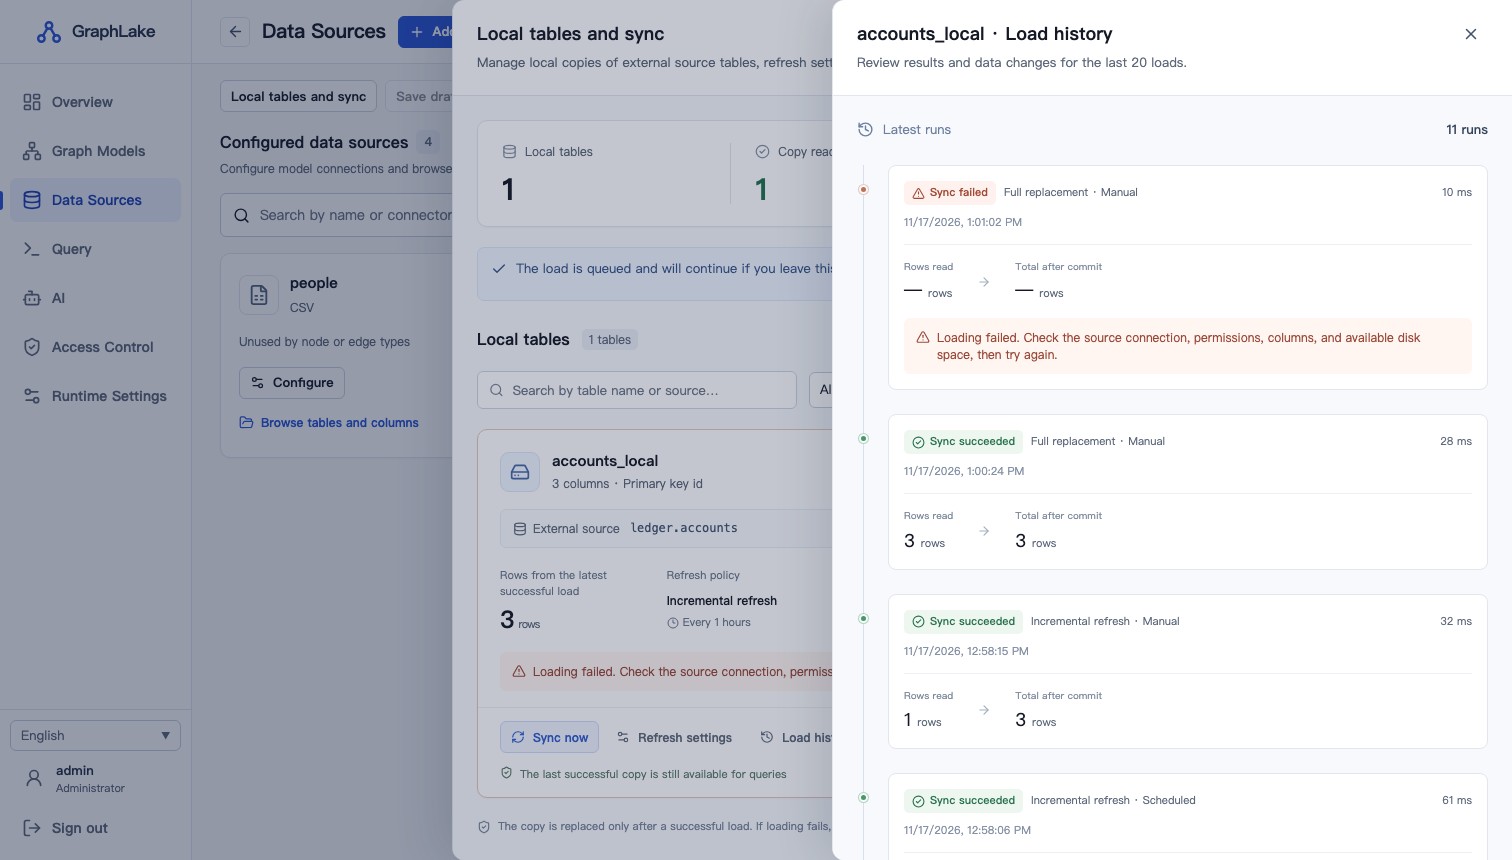 GraphLake
Overview
Graph Models
Data Sources
Query
AI
Access Control
Runtime Settings
English
admin
Administrator
Sign out
Data Sources
Local tables and sync
Configured data sources 4
Configure model connections and browse
Search by name or connector
people
CSV
Unused by node or edge types
Configure
Browse tables and columns
Local tables and sync
Manage local copies of external source tables, refresh sett
Local tables
1
1
The load is queued and will continue if you leave this
Local tables 1 tables
Search by table name or source...
accounts_local
3 columns · Primary key id
External source ledger.accounts
Rows from the latest
successful load
3 rows
Refresh policy
Incremental refresh
Every 1 hours
Loading failed. Check the source connection, permiss
Sync now Refresh settings
The last successful copy is still available for queries
The copy is replaced only after a successful load. If loading fails,
accounts_local · Load history
Review results and data changes for the last 20 loads.
Latest runs 11 runs
Sync failed Full replacement · Manual 10 ms
11/17/2026, 1:01:02 PM
Rows read Total after commit
— rows — rows
Loading failed. Check the source connection, permissions, columns, and available disk
space, then try again.
Sync succeeded Full replacement · Manual 28 ms
11/17/2026, 1:00:24 PM
Rows read Total after commit
3 rows 3 rows
Sync succeeded Incremental refresh · Manual 32 ms
11/17/2026, 12:58:15 PM
Rows read Total after commit
1 rows 3 rows
Sync succeeded Incremental refresh · Scheduled 61 ms
11/17/2026, 12:58:06 PM